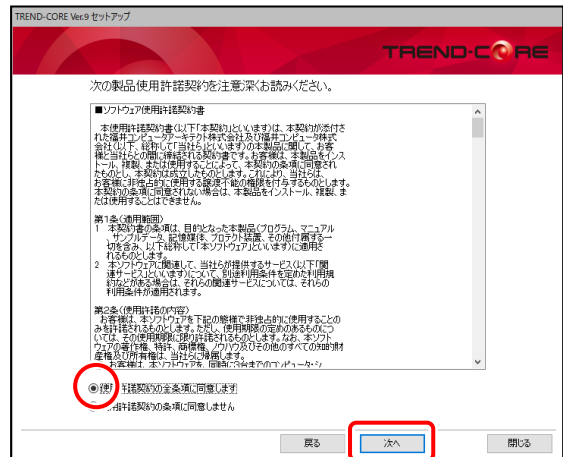 TREND-CORE Ver.9 セットアップ
TREND-CORE
次の製品使用許諾契約を注意深くお読みください。
■ソフトウェア使用許諾契約書
本使用許諾契約書(以下「本契約」といいます)は、本契約が添付さ
れた福井コンピュータアーキテクト株式会社及び福井コンピュータ株式
会社(以下、総称して「当社ら」といいます)の本製品に関して、お客
様と当社らとの間に締結される契約書です。お客様は、本製品をインス
トール、複製、または使用することによって、本契約の条項に同意され
たものとし、本契約は成立したものとします。これにより、当社らは、
お客様に非独占的に使用する譲渡不能の権限を付与するものとします。
本契約の条項に同意されない場合は、本製品をインストール、複製、ま
たは使用することはできません。
第1条(適用範囲)
1 本契約書の条項は、目的となった本製品(プログラム、マニュアル
、サンプルデータ、記憶媒体、プロテクト装置、その他付属する一
切を含み、以下総称して「本ソフトウェア」といいます)に適用さ
れるものとします。
2 本ソフトウェアに関連して、当社らが提供するサービス(以下「関
連サービス」といいます)について、別途利用条件を定めた利用規
約などがある場合は、それらの関連サービスについては、それらの
利用条件が適用されます。
第2条(使用許諾の内容)
お客様は、本ソフトウェアを下記の態様で非独占的に使用することの
みを許諾されるものとします。ただし、使用期限の定めのあるものにつ
いては、その使用期限に限り許諾されるものとします。なお、本ソフト
ウェアの著作権、特許、商標権、ノウハウ及びその他のすべての知的財
産権及び所有権は、当社らに帰属します。
お客様は、本ソフトウェアを、同時に3台までのコンピュータ・シ
使用許諾契約の全条項に同意します
許諾契約の条項に同意しません
戻る
次へ
閉じる